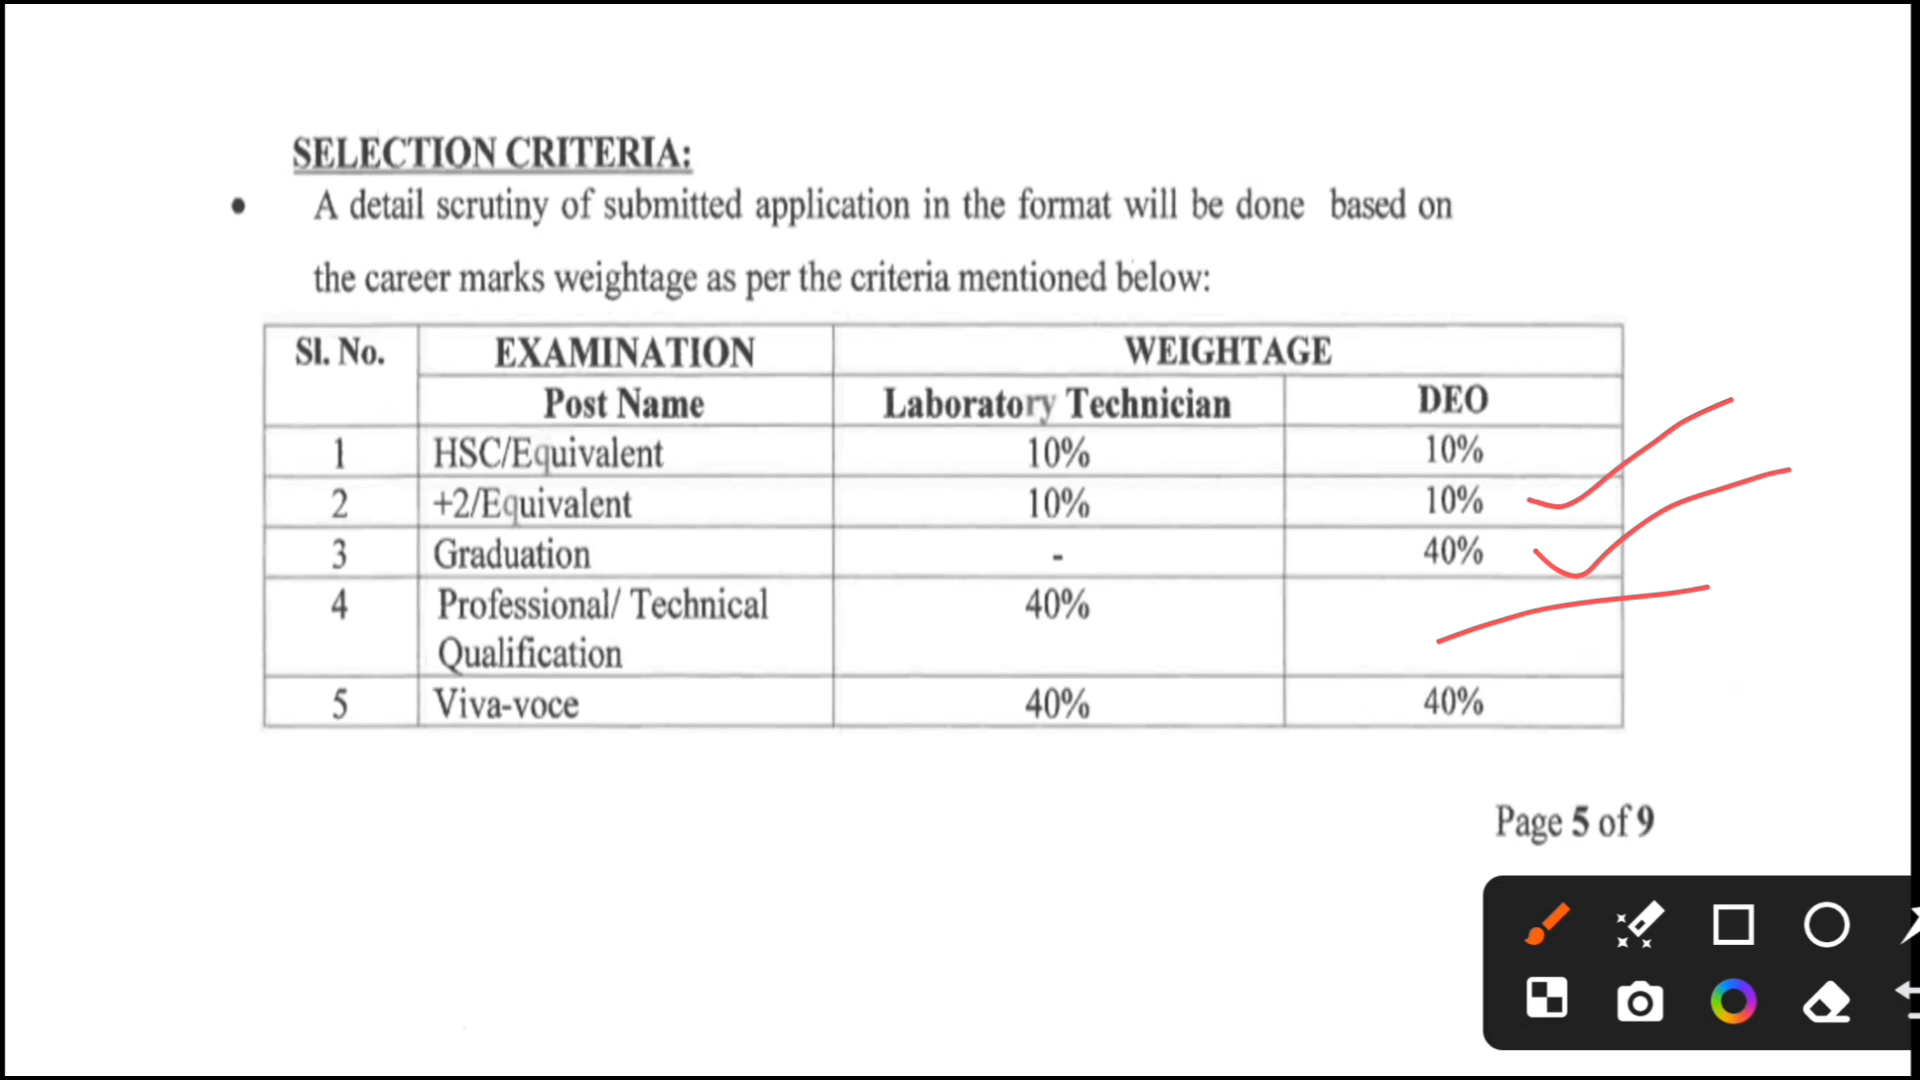 SELECTION CRITERIA:
• A detail scrutiny of submitted application in the format will be done based on
the career marks weightage as per the criteria mentioned below:
Sl. No. EXAMINATION WEIGHTAGE
Post Name Laboratory Technician DEO
1 HSC/Equivalent 10% 10%
2 +2/Equivalent 10% 10%
3 Graduation - 40%
4 Professional/ Technical 40%
Qualification
5 Viva-voce 40% 40%
Page 5 of 9